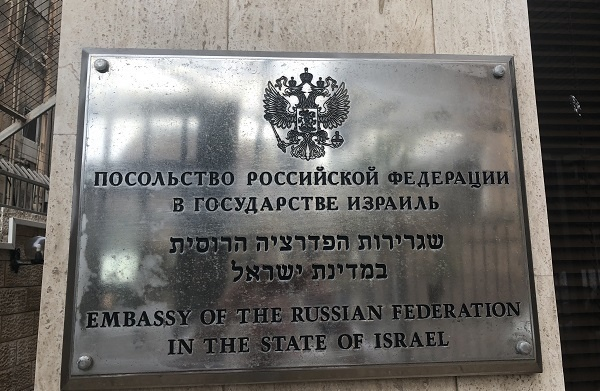 ПОСОЛЬСТВО РОССИЙСКОЙ ФЕДЕРАЦИИ
В ГОСУДАРСТВЕ ИЗРАИЛЬ
שגרירות הפדרציה הרוסית
במדינת ישראל
EMBASSY OF THE RUSSIAN FEDERATION
IN THE STATE OF ISRAEL